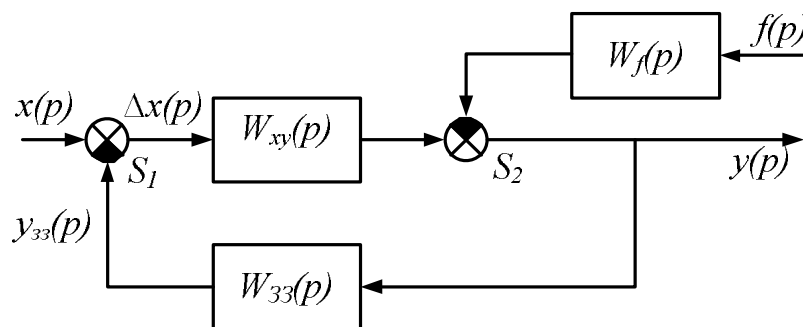 f(p)
W_f(p)
x(p)
Δx(p)
W_xy(p)
S_1
S_2
y(p)
y_зз(p)
W_ЗЗ(p)